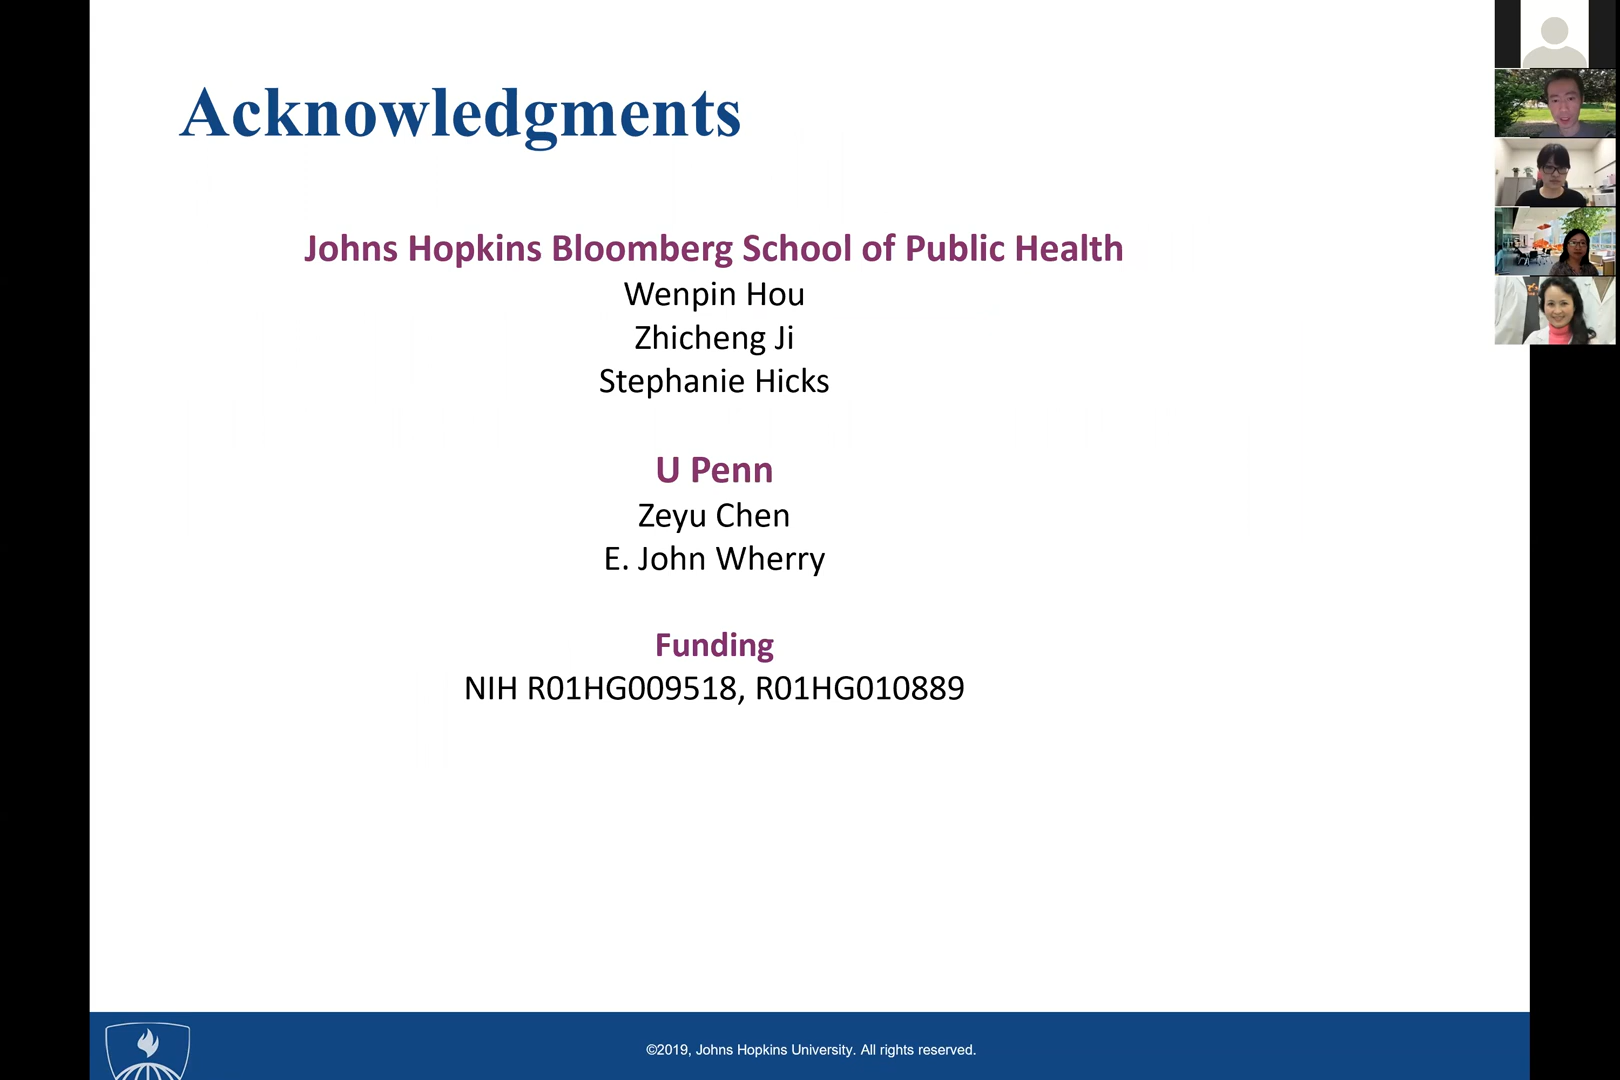 Acknowledgments
Johns Hopkins Bloomberg School of Public Health
Wenpin Hou
Zhicheng Ji
Stephanie Hicks
U Penn
Zeyu Chen
E. John Wherry
Funding
NIH R01HG009518, R01HG010889
©2019, Johns Hopkins University. All rights reserved.